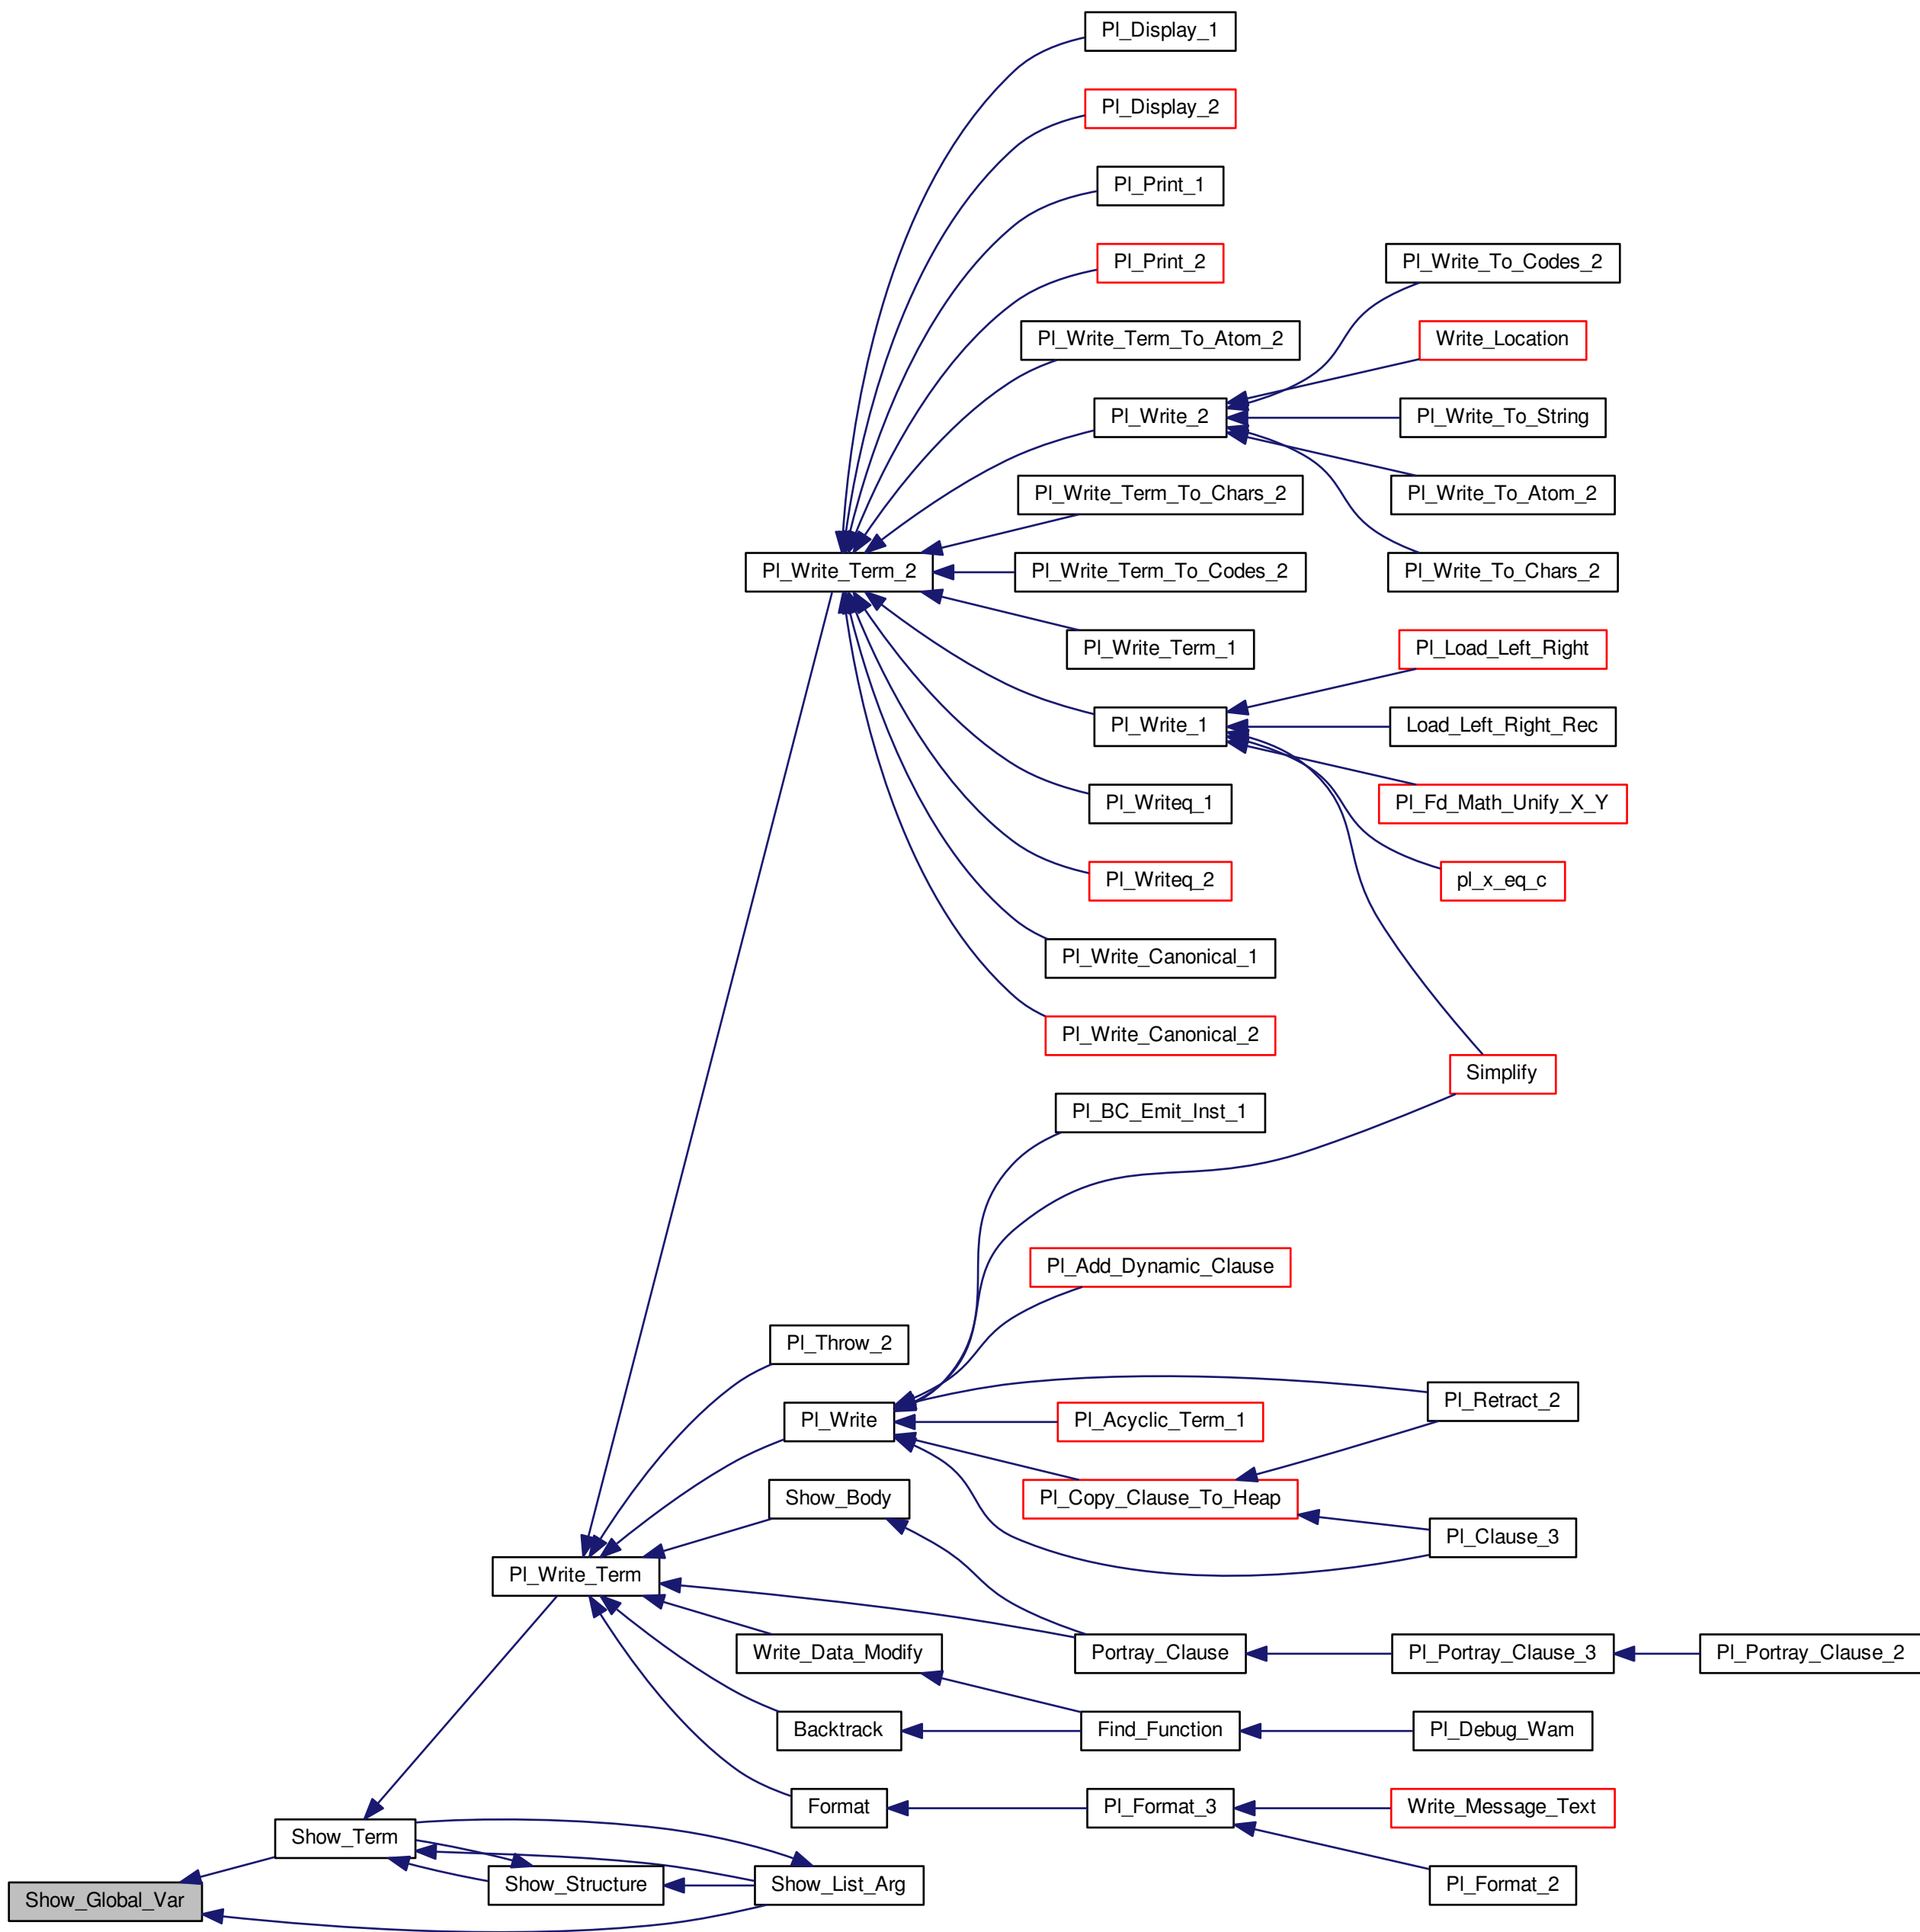 Pl_Display_1
Pl_Display_2
Pl_Print_1
Pl_Print_2
Pl_Write_To_Codes_2
Pl_Write_Term_To_Atom_2
Write_Location
Pl_Write_2
Pl_Write_To_String
Pl_Write_Term_To_Chars_2
Pl_Write_To_Atom_2
Pl_Write_Term_2
Pl_Write_Term_To_Codes_2
Pl_Write_To_Chars_2
Pl_Write_Term_1
Pl_Load_Left_Right
Pl_Write_1
Load_Left_Right_Rec
Pl_Writeq_1
Pl_Fd_Math_Unify_X_Y
Pl_Writeq_2
pl_x_eq_c
Pl_Write_Canonical_1
Pl_Write_Canonical_2
Simplify
Pl_BC_Emit_Inst_1
Pl_Add_Dynamic_Clause
Pl_Throw_2
Pl_Retract_2
Pl_Write
Pl_Acyclic_Term_1
Show_Body
Pl_Copy_Clause_To_Heap
Pl_Clause_3
Pl_Write_Term
Write_Data_Modify
Portray_Clause
Pl_Portray_Clause_3
Pl_Portray_Clause_2
Backtrack
Find_Function
Pl_Debug_Wam
Format
Pl_Format_3
Write_Message_Text
Show_Term
Show_Structure
Show_List_Arg
Pl_Format_2
Show_Global_Var